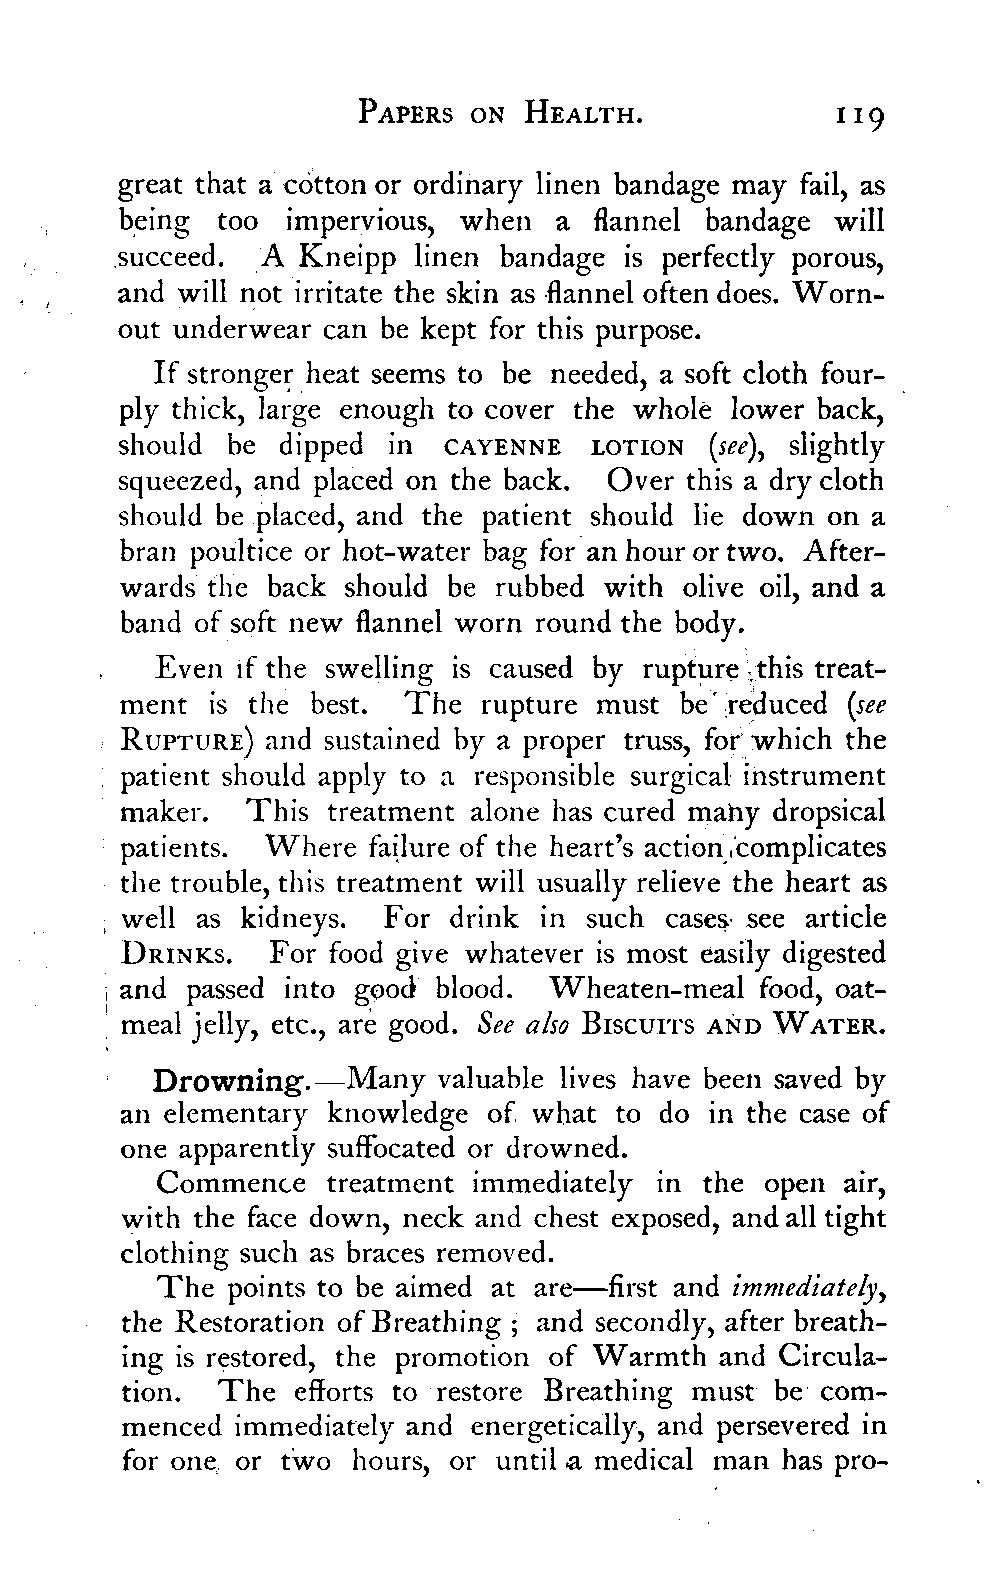 PAPERS ON HEALTH. 119
great that a cotton or ordinary linen bandage may fail, as
being too impervious, when a flannel bandage will
succeed. A Kneipp linen bandage is perfectly porous,
and will not irritate the skin as flannel often does. Worn-
out underwear can be kept for this purpose.
If stronger heat seems to be needed, a soft cloth four-
ply thick, large enough to cover the whole lower back,
should be dipped in CAYENNE LOTION (see), slightly
squeezed, and placed on the back. Over this a dry cloth
should be placed, and the patient should lie down on a
bran poultice or hot-water bag for an hour or two. After-
wards the back should be rubbed with olive oil, and a
band of soft new flannel worn round the body.
Even if the swelling is caused by rupture this treat-
ment is the best. The rupture must be reduced (see
RUPTURE) and sustained by a proper truss, for which the
patient should apply to a responsible surgical instrument
maker. This treatment alone has cured many dropsical
patients. Where failure of the heart's action complicates
the trouble, this treatment will usually relieve the heart as
well as kidneys. For drink in such cases see article
DRINKS. For food give whatever is most easily digested
and passed into good blood. Wheaten-meal food, oat-
meal jelly, etc., are good. See also BISCUITS AND WATER.
Drowning.—Many valuable lives have been saved by
an elementary knowledge of what to do in the case of
one apparently suffocated or drowned.
Commence treatment immediately in the open air,
with the face down, neck and chest exposed, and all tight
clothing such as braces removed.
The points to be aimed at are—first and immediately,
the Restoration of Breathing ; and secondly, after breath-
ing is restored, the promotion of Warmth and Circula-
tion. The efforts to restore Breathing must be com-
menced immediately and energetically, and persevered in
for one or two hours, or until a medical man has pro-